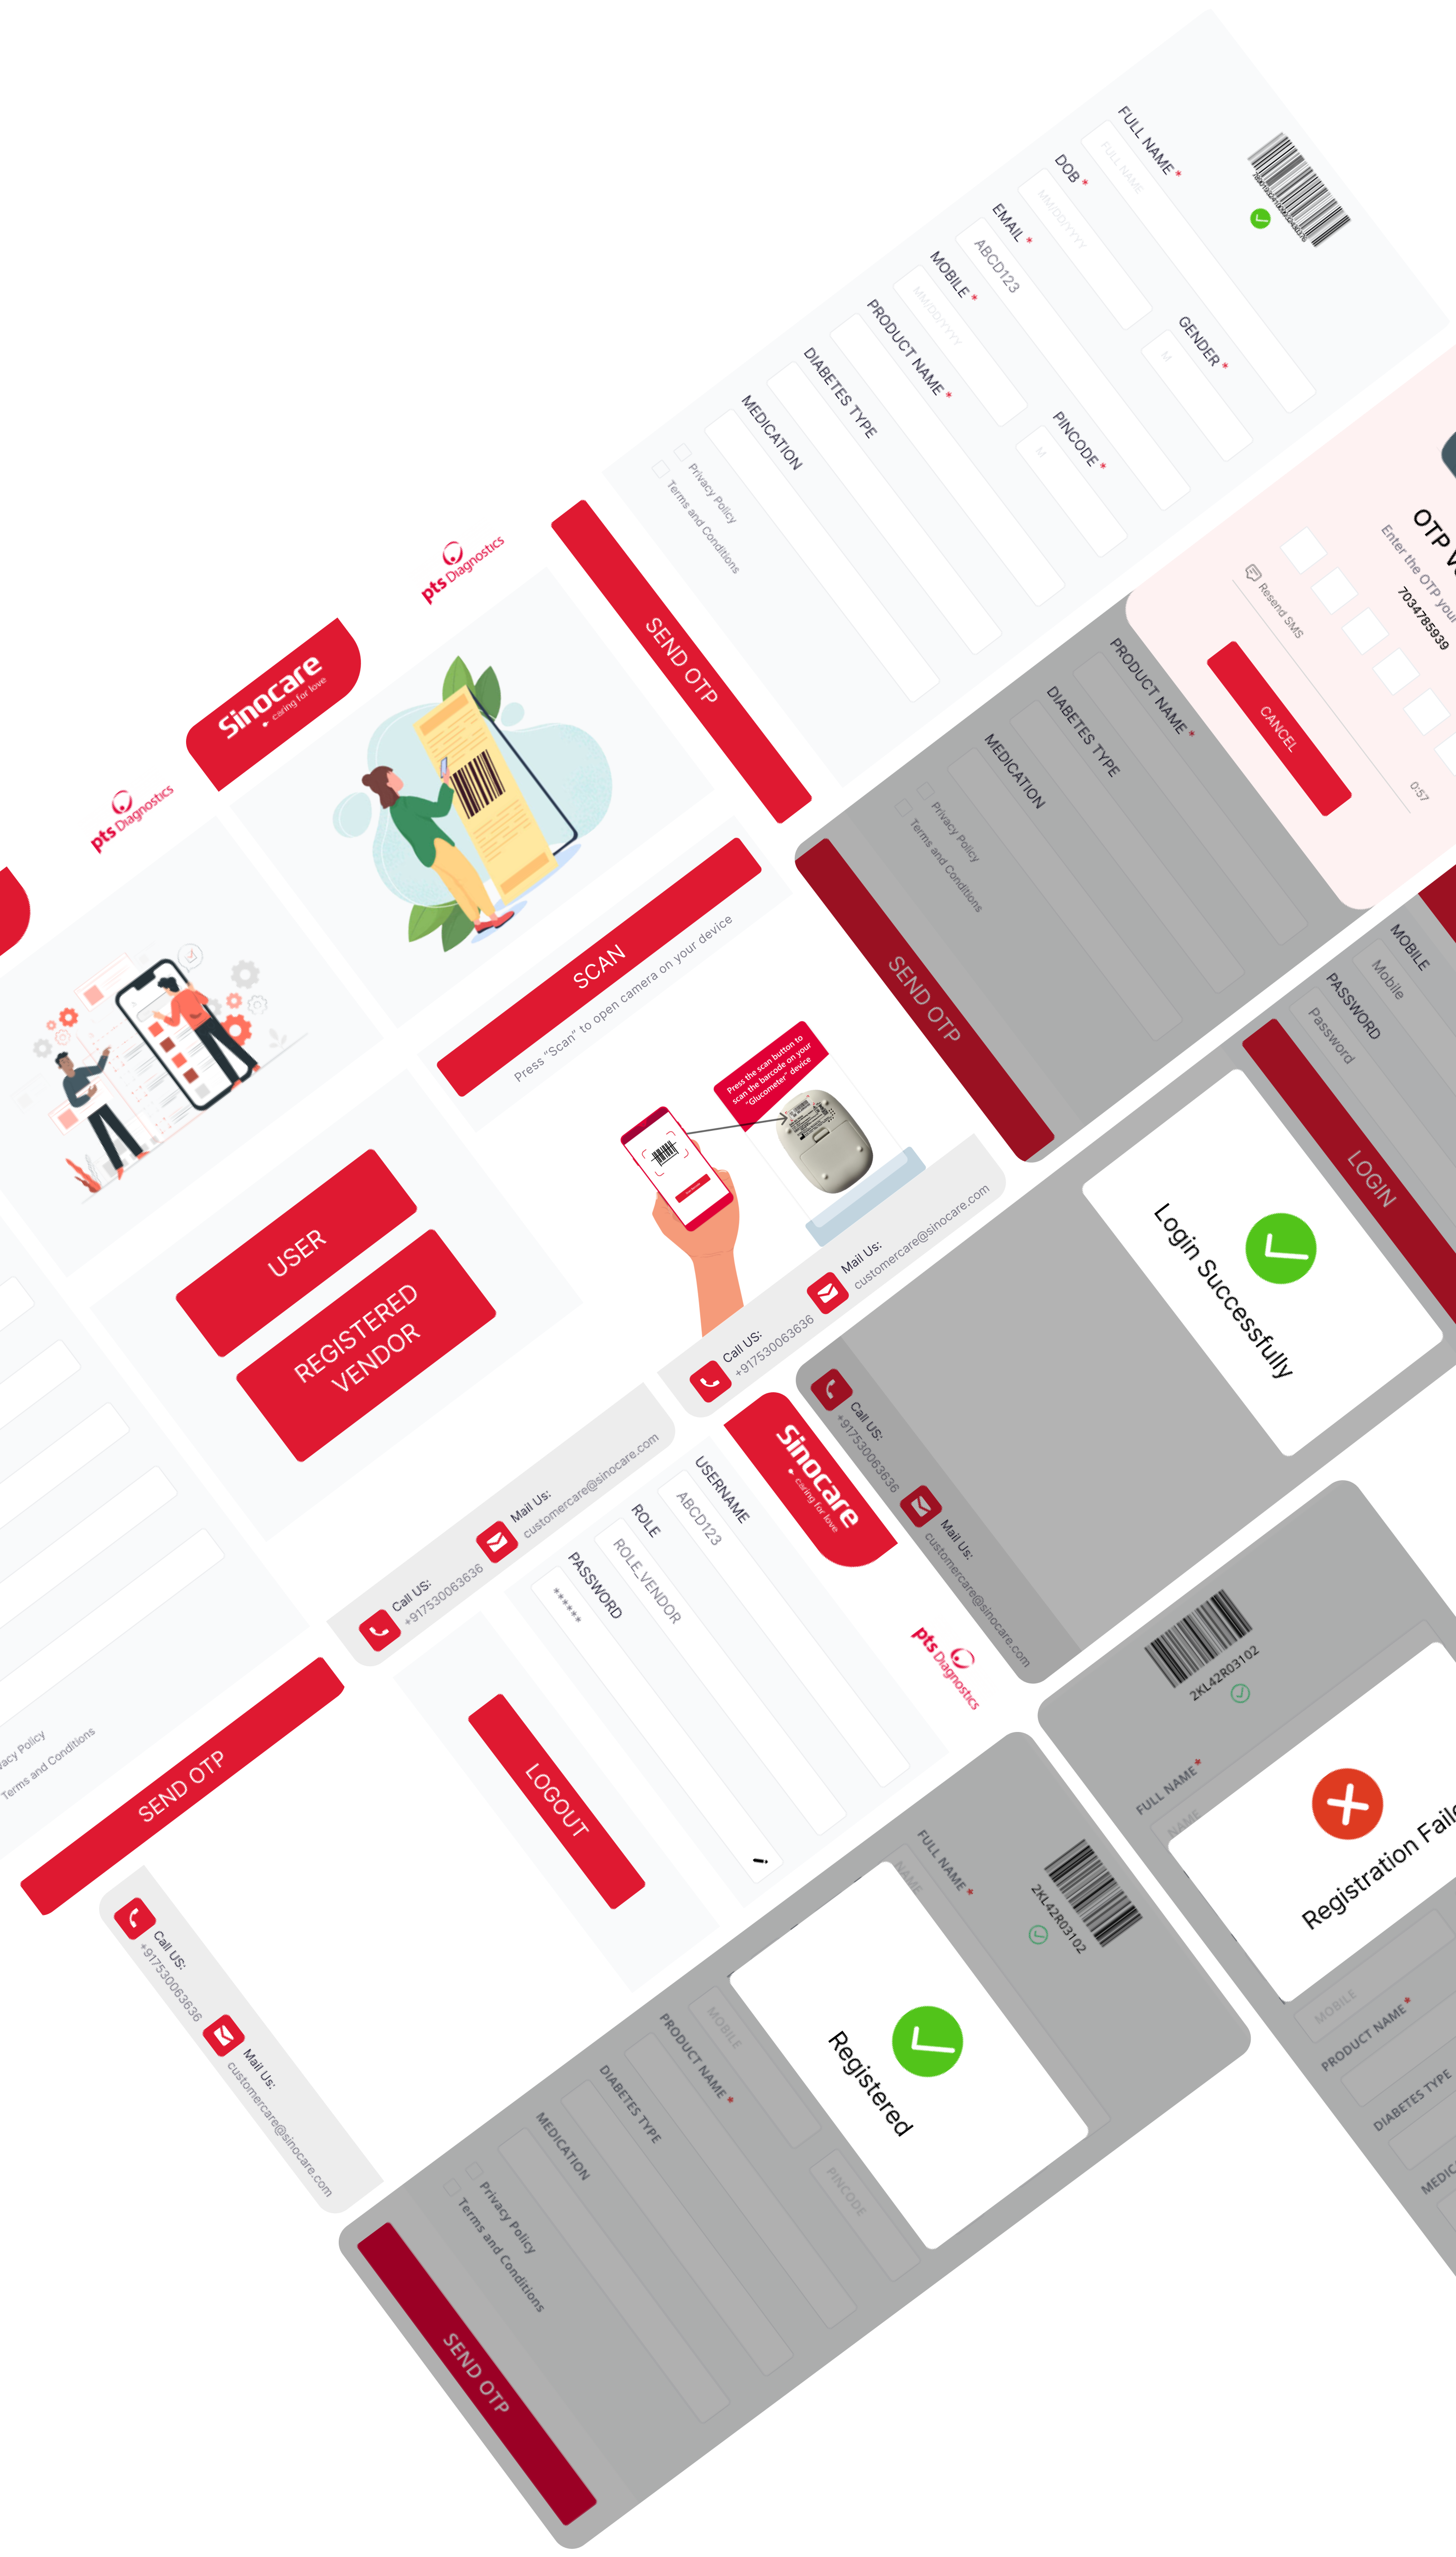 FULL NAME *
FULL NAME
DOB *
MM/DD/YYYY
GENDER *
M
EMAIL *
ABCD123
MOBILE *
MM/DD/YYYY
PINCODE *
M
PRODUCT NAME *
DIABETES TYPE
MEDICATION
Privacy Policy
Terms and Conditions
SEND OTP
Enter the OTP your
7034785939
Resend SMS
0:57
CANCEL
PRODUCT NAME *
DIABETES TYPE
MEDICATION
Privacy Policy
Terms and Conditions
SEND OTP
Sinocare
caring for love
pts Diagnostics
SCAN
Press "Scan" to open camera on your device
Press the scan button to
scan the barcode on your
"Glucometer" device
Call US:
+917530063636
Mail Us:
customercare@sinocare.com
pts Diagnostics
USER
REGISTERED
VENDOR
Call US:
+917530063636
Mail Us:
customercare@sinocare.com
MOBILE
Mobile
PASSWORD
Password
LOGIN
Login Successfully
Call US:
+917530063636
Mail Us:
customercare@sinocare.com
Sinocare
caring for love
pts Diagnostics
USERNAME
ABCD123
ROLE
ROLE_VENDOR
PASSWORD
******
LOGOUT
Terms and Conditions
SEND OTP
Call US:
+917530063636
Mail Us:
customercare@sinocare.com
2KL42R03102
FULL NAME *
NAME
Registered
MOBILE
PINCODE
PRODUCT NAME *
DIABETES TYPE
MEDICATION
Privacy Policy
Terms and Conditions
SEND OTP
2KL42R03102
FULL NAME *
NAME
Registration
MOBILE
PRODUCT NAME *
DIABETES TYPE